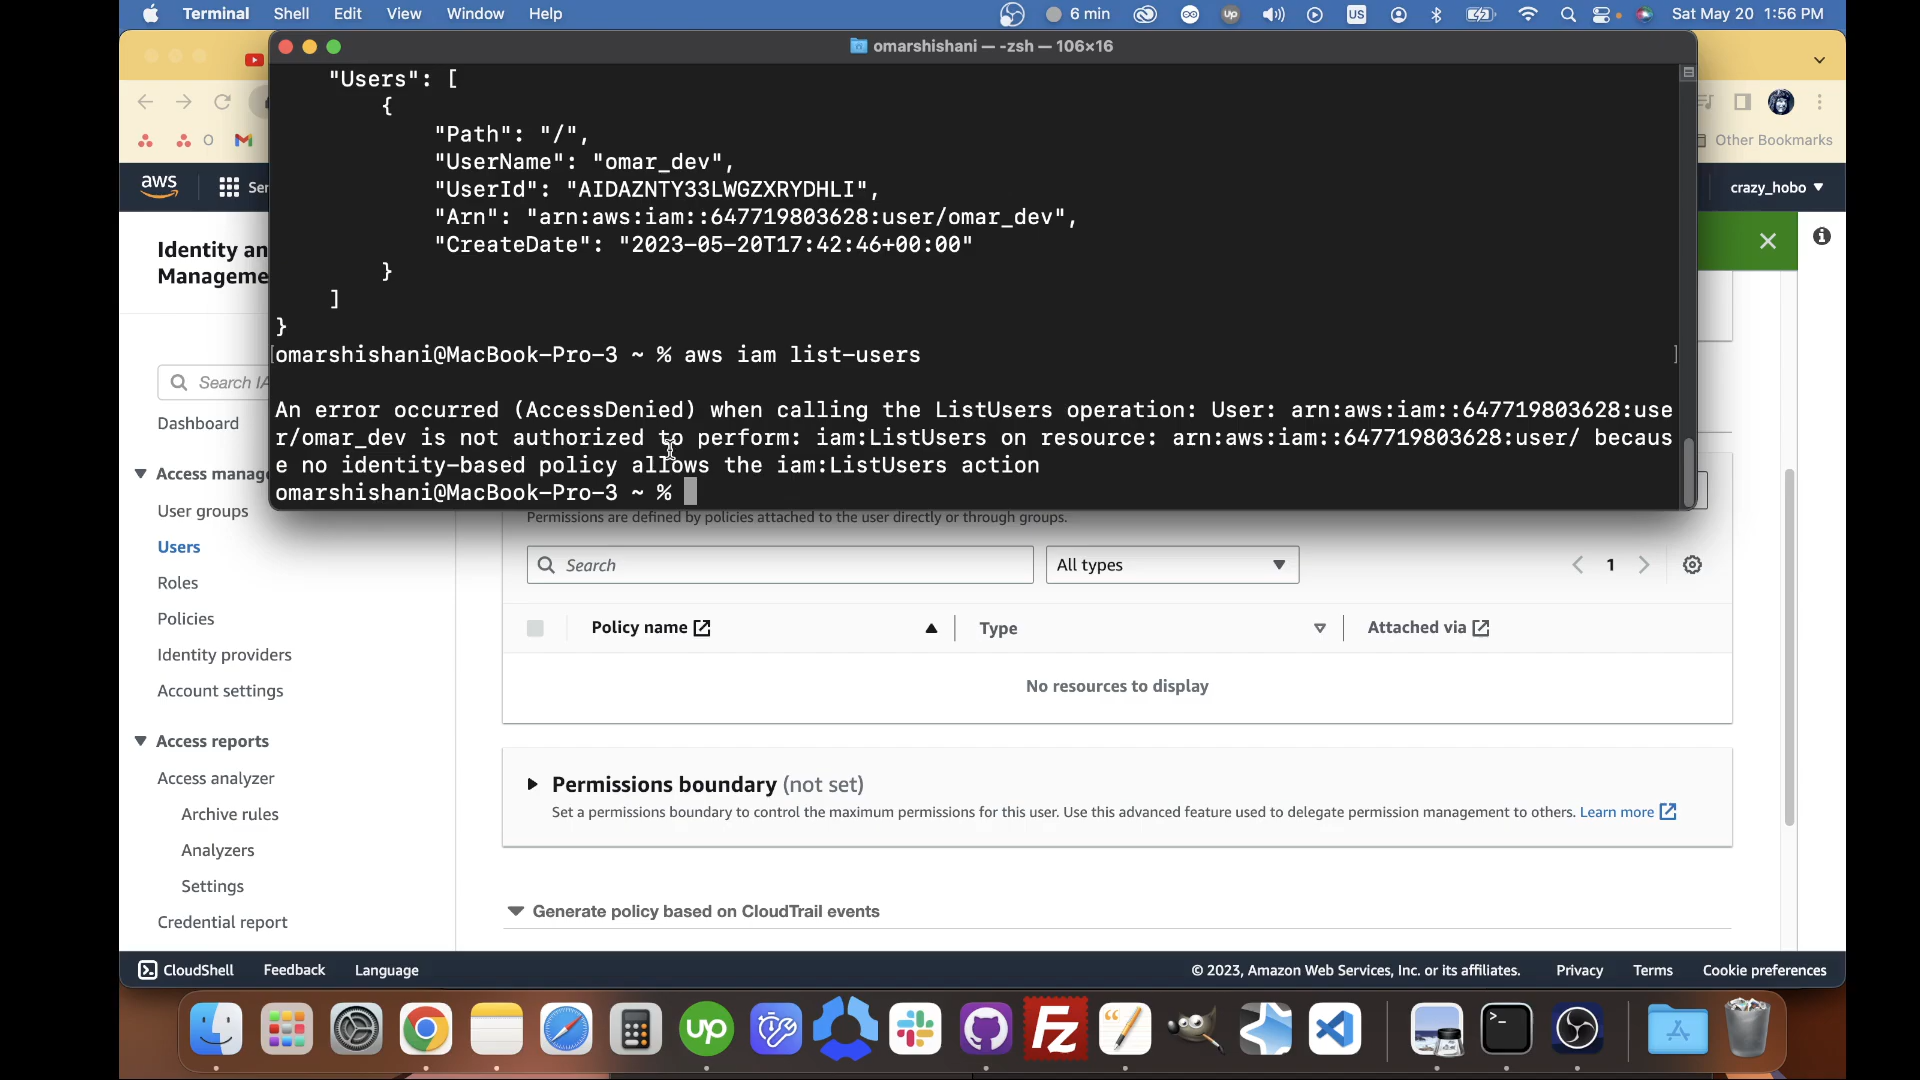 Terminal Shell Edit View Window Help 6 min up US Sat May 20 1:56 PM
omarshishani — -zsh — 106×16
"Users": [
{
"Path": "/",
"UserName": "omar_dev",
"UserId": "AIDAZNTY33LWGZXRYDHLI",
"Arn": "arn:aws:iam::647719803628:user/omar_dev",
"CreateDate": "2023-05-20T17:42:46+00:00"
}
]
}
[omarshishani@MacBook-Pro-3 ~ % aws iam list-users ]
An error occurred (AccessDenied) when calling the ListUsers operation: User: arn:aws:iam::647719803628:use
r/omar_dev is not authorized to perform: iam:ListUsers on resource: arn:aws:iam::647719803628:user/ becaus
e no identity-based policy allows the iam:ListUsers action
omarshishani@MacBook-Pro-3 ~ %
O
Other Bookmarks
aws Ser
crazy_hobo
Identity an
Manageme
Search IA
Dashboard
Access manag
User groups
Users
Roles
Policies
Identity providers
Account settings
Access reports
Access analyzer
Archive rules
Analyzers
Settings
Credential report
Permissions are defined by policies attached to the user directly or through groups.
Search All types 1
Policy name Type Attached via
No resources to display
Permissions boundary (not set)
Set a permissions boundary to control the maximum permissions for this user. Use this advanced feature used to delegate permission management to others. Learn more
Generate policy based on CloudTrail events
CloudShell Feedback Language © 2023, Amazon Web Services, Inc. or its affiliates. Privacy Terms Cookie preferences
up Fz